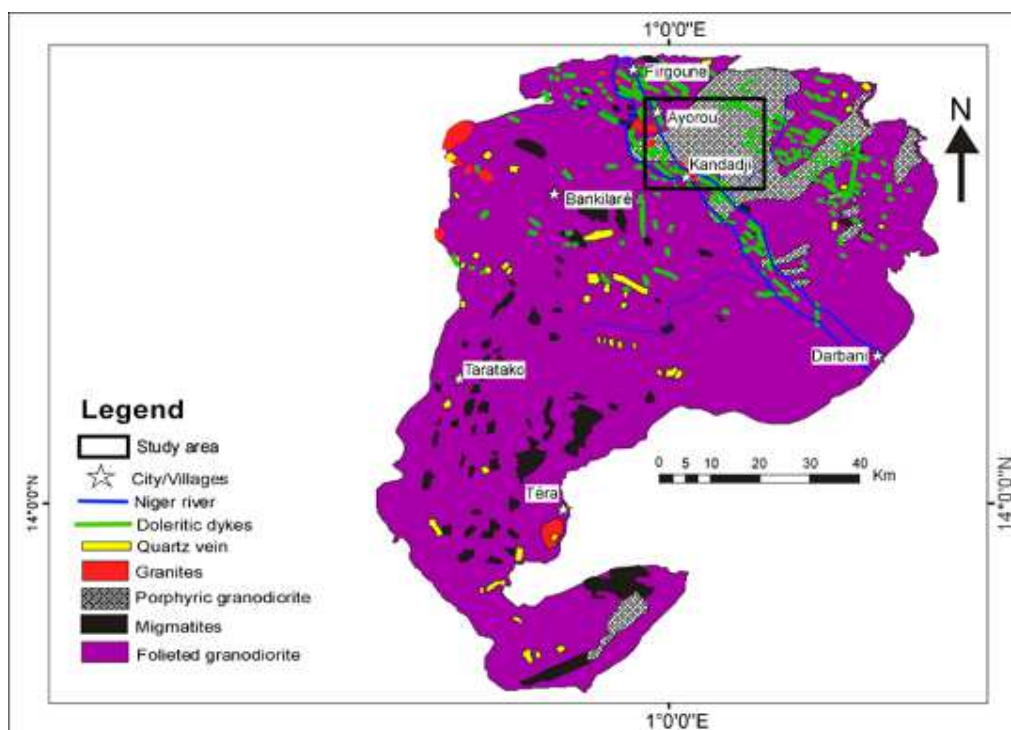 1°0'0"E
Firgoune
Ayorou
N
Kandadji
Bankilaré
Darbani
Taratako
Legend
Study area
City/Villages
Niger river
Doleritic dykes
Quartz vein
Granites
Porphyric granodiorite
Migmatites
Folieted granodiorite
0 5 10 20 30 40
Km
Téra
14°0'0"N
14°0'0"N
1°0'0"E